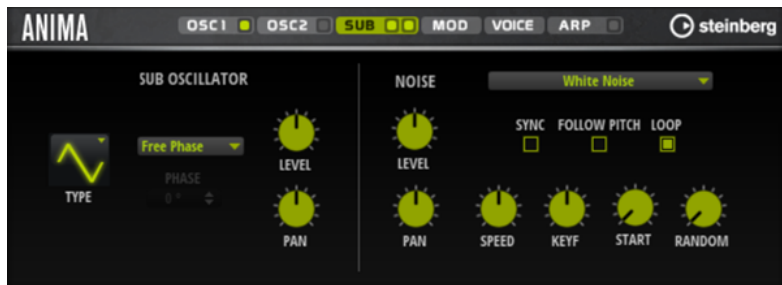 ANIMA OSC1 OSC2 SUB MOD VOICE ARP steinberg
SUB OSCILLATOR
Free Phase
PHASE
0 °
TYPE
LEVEL
PAN
NOISE
White Noise
LEVEL
SYNC FOLLOW PITCH LOOP
PAN SPEED KEYF START RANDOM